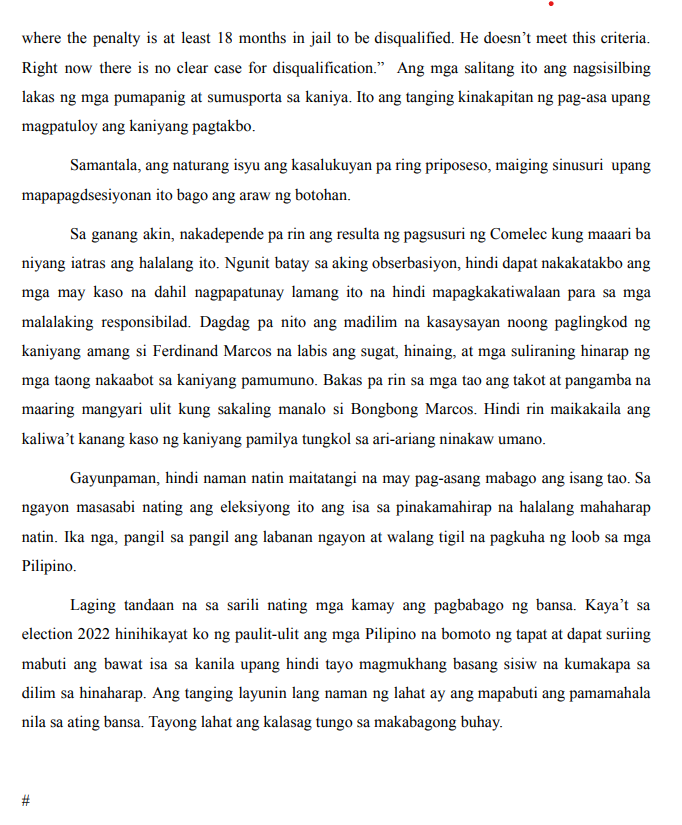 where the penalty is at least 18 months in jail to be disqualified. He doesn’t meet this criteria.
Right now there is no clear case for disqualification.” Ang mga salitang ito ang nagsisilbing
lakas ng mga pumapanig at sumusporta sa kaniya. Ito ang tanging kinakapitan ng pag-asa upang
magpatuloy ang kaniyang pagtakbo.
Samantala, ang naturang isyu ang kasalukuyan pa ring priposeso, maiging sinusuri upang
mapapagdsesiyonan ito bago ang araw ng botohan.
Sa ganang akin, nakadepende pa rin ang resulta ng pagsusuri ng Comelec kung maaari ba
niyang iatras ang halalang ito. Ngunit batay sa aking obserbasiyon, hindi dapat nakakatakbo ang
mga may kaso na dahil nagpapatunay lamang ito na hindi mapagkakatiwalaan para sa mga
malalaking responsibilad. Dagdag pa nito ang madilim na kasaysayan noong paglingkod ng
kaniyang amang si Ferdinand Marcos na labis ang sugat, hinaing, at mga suliraning hinarap ng
mga taong nakaabot sa kaniyang pamumuno. Bakas pa rin sa mga tao ang takot at pangamba na
maaring mangyari ulit kung sakaling manalo si Bongbong Marcos. Hindi rin maikakaila ang
kaliwa’t kanang kaso ng kaniyang pamilya tungkol sa ari-ariang ninakaw umano.
Gayunpaman, hindi naman natin maitatangi na may pag-asang mabago ang isang tao. Sa
ngayon masasabi nating ang eleksiyong ito ang isa sa pinakamahirap na halalang mahaharap
natin. Ika nga, pangil sa pangil ang labanan ngayon at walang tigil na pagkuha ng loob sa mga
Pilipino.
Laging tandaan na sa sarili nating mga kamay ang pagbabago ng bansa. Kaya’t sa
election 2022 hinihikayat ko ng paulit-ulit ang mga Pilipino na bomoto ng tapat at dapat suriing
mabuti ang bawat isa sa kanila upang hindi tayo magmukhang basang sisiw na kumakapa sa
dilim sa hinaharap. Ang tanging layunin lang naman ng lahat ay ang mapabuti ang pamamahala
nila sa ating bansa. Tayong lahat ang kalasag tungo sa makabagong buhay.
#